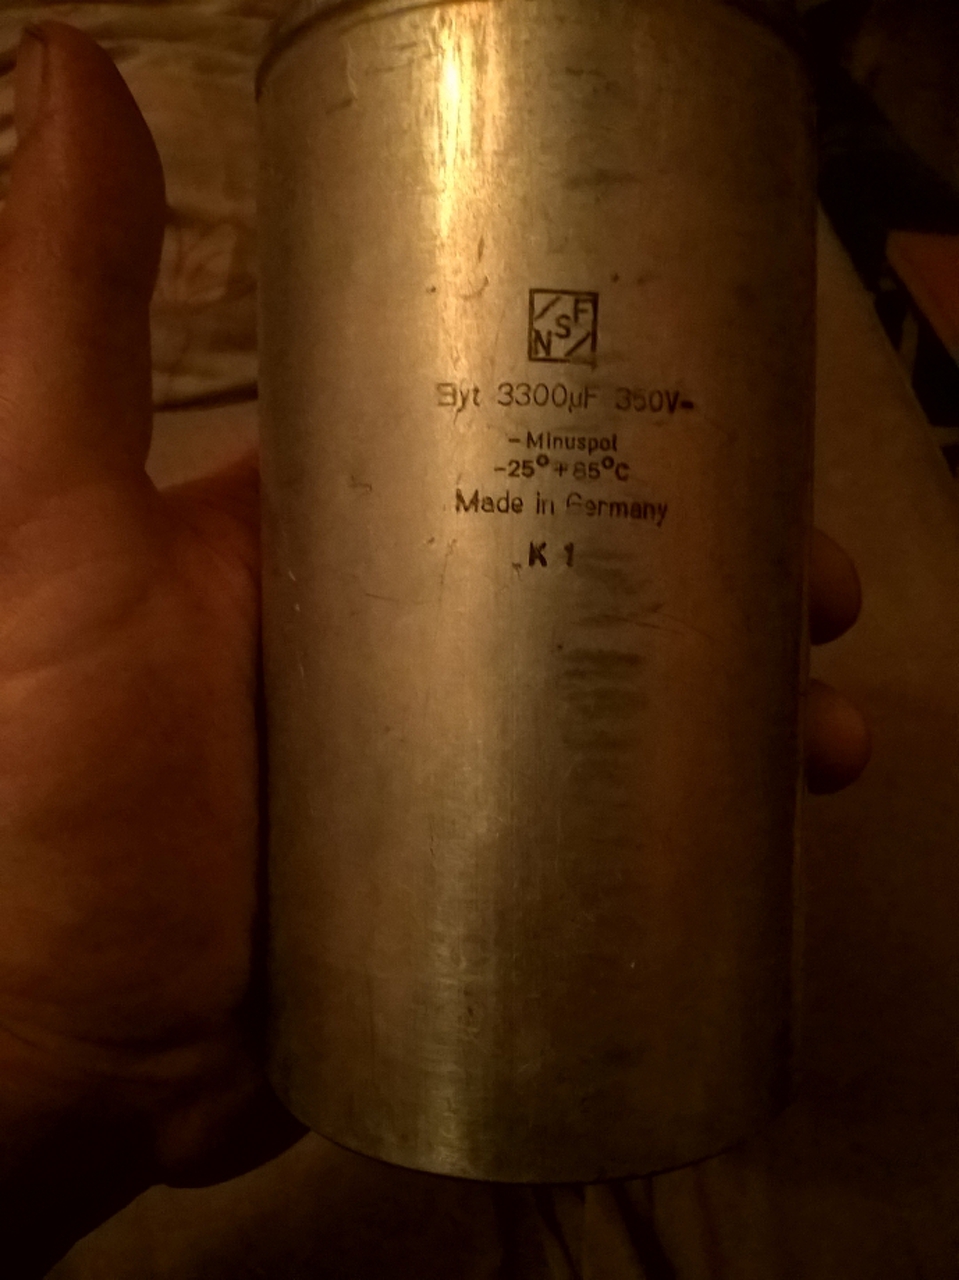 NSF
Elyt 3300µF 350V-
-Minuspol
-25°+85°C
Made in Germany
K 1